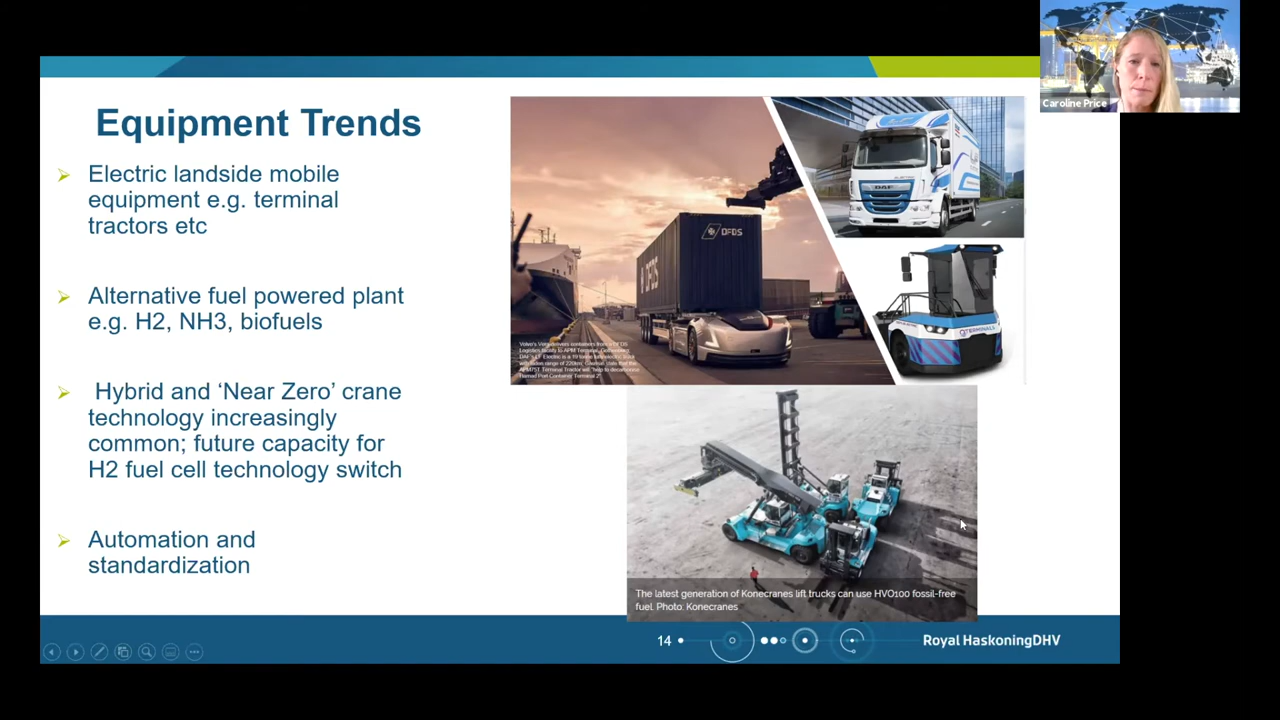 Caroline Price
Equipment Trends
Electric landside mobile
equipment e.g. terminal
tractors etc
Alternative fuel powered plant
e.g. H2, NH3, biofuels
Hybrid and ‘Near Zero’ crane
technology increasingly
common; future capacity for
H2 fuel cell technology switch
Automation and
standardization
DFDS
DFDS
DAF
TERMINALS
The latest generation of Konecranes lift trucks can use HVO100 fossil-free
fuel. Photo: Konecranes
14
Royal HaskoningDHV